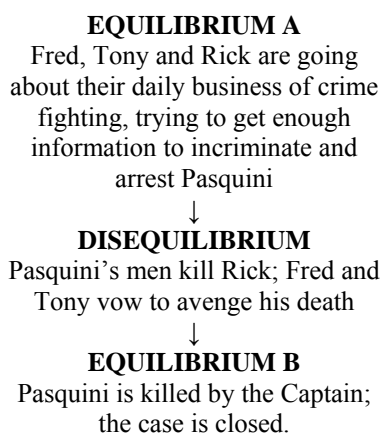 EQUILIBRIUM A
Fred, Tony and Rick are going
about their daily business of crime
fighting, trying to get enough
information to incriminate and
arrest Pasquini
↓
DISEQUILIBRIUM
Pasquini’s men kill Rick; Fred and
Tony vow to avenge his death
↓
EQUILIBRIUM B
Pasquini is killed by the Captain;
the case is closed.